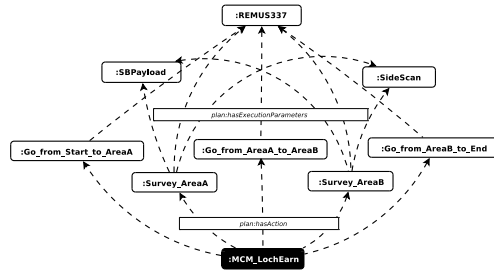 :REMUS337
:SBPayload
:SideScan
plan:hasExecutionParameters
:Go_from_Start_to_AreaA
:Go_from_AreaA_to_AreaB
:Go_from_AreaB_to_End
:Survey_AreaA
:Survey_AreaB
plan:hasAction
:MCM_LochEarn